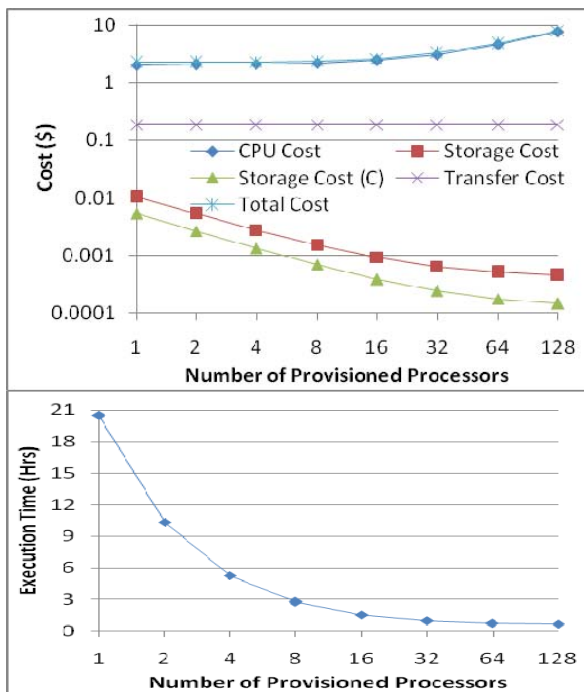 10
1
0.1
0.01
0.001
0.0001
Cost ($)
CPU Cost
Storage Cost
Storage Cost (C)
Transfer Cost
Total Cost
1 2 4 8 16 32 64 128
Number of Provisioned Processors
21
18
15
12
9
6
3
0
Execution Time (Hrs)
1 2 4 8 16 32 64 128
Number of Provisioned Processors